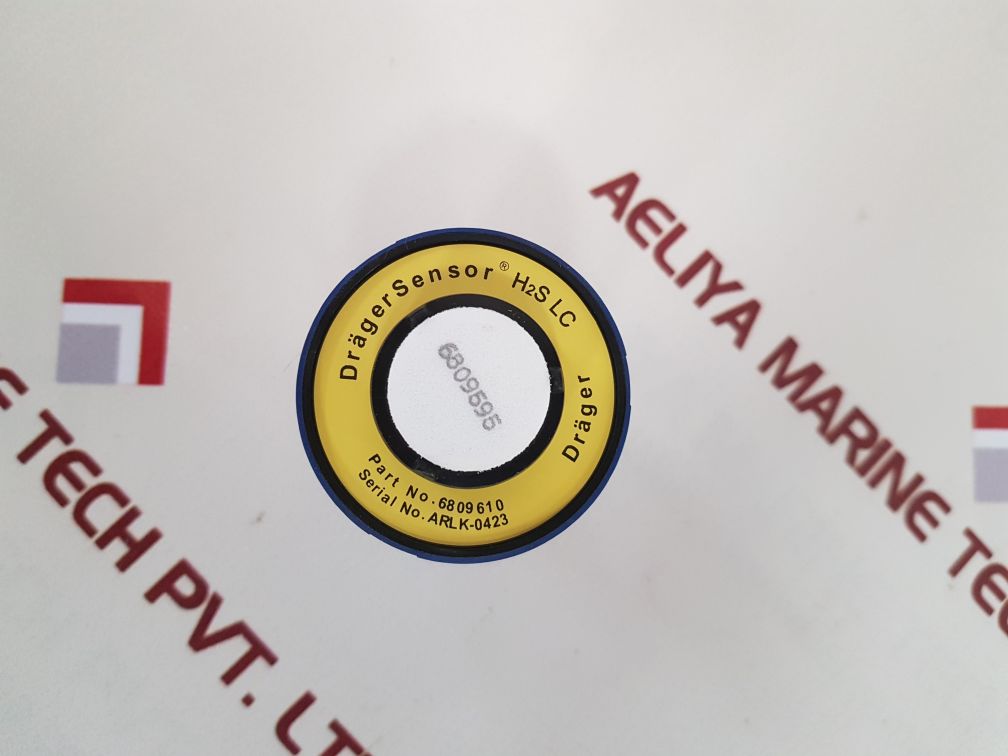 DrägerSensor® H2S LC
Dräger
6809595
Part No. 6809610
Serial No. ARLK-0423
AELIYA MARINE TEC
E TECH PVT. LT